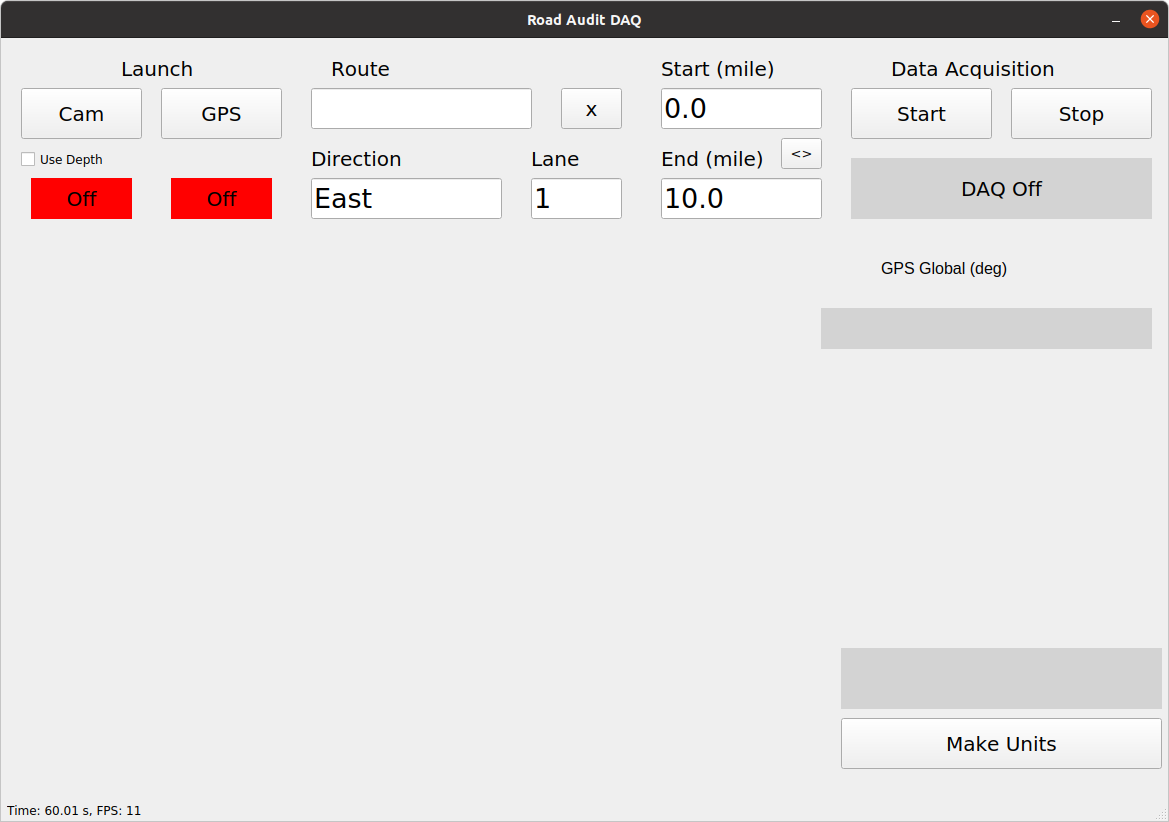 Road Audit DAQ
Launch
Route
Start (mile)
Data Acquisition
Cam
GPS
x
0.0
Start
Stop
Use Depth
Direction
Lane
End (mile)
<>
Off
Off
East
1
10.0
DAQ Off
GPS Global (deg)
Make Units
Time: 60.01 s, FPS: 11